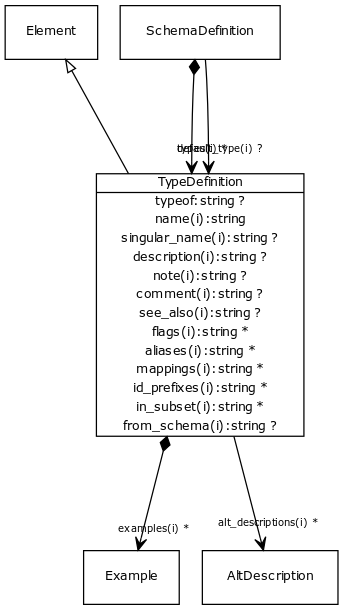 Element
SchemaDefinition
default_type(i) ?
TypeDefinition
typeof:string ?
name(i):string
singular_name(i):string ?
description(i):string ?
note(i):string ?
comment(i):string ?
see_also(i):string ?
flags(i):string *
aliases(i):string *
mappings(i):string *
id_prefixes(i):string *
in_subset(i):string *
from_schema(i):string ?
examples(i) *
alt_descriptions(i) *
Example
AltDescription